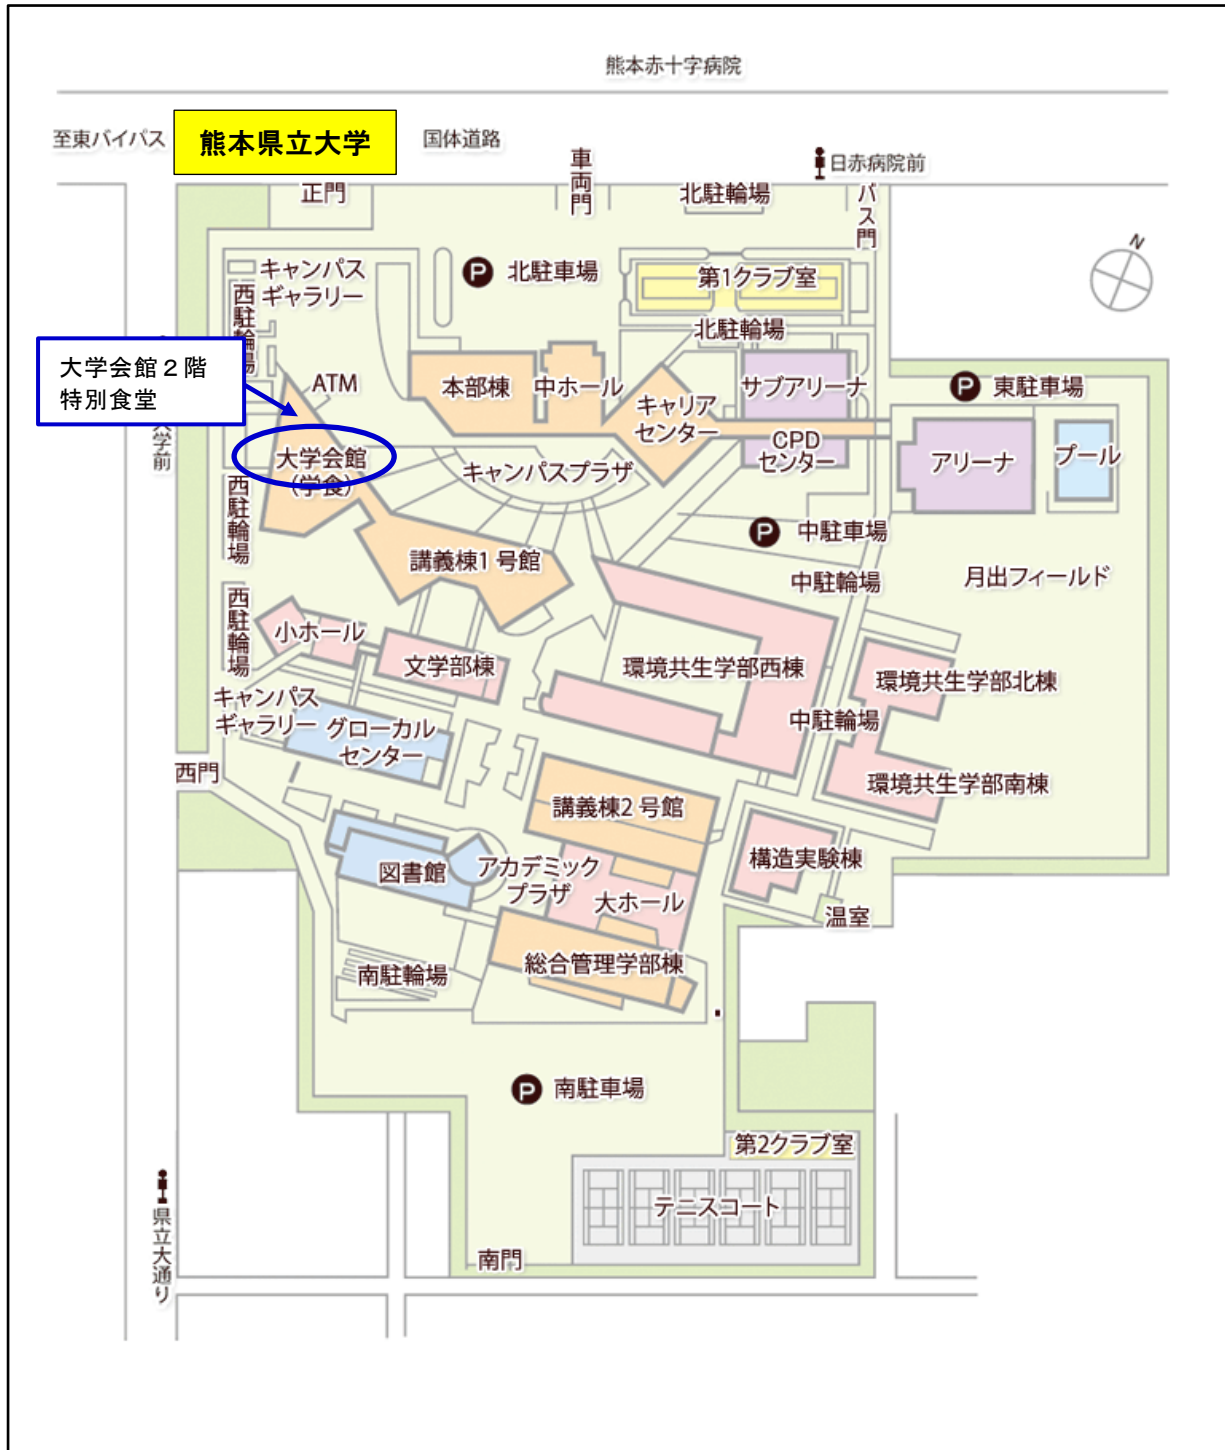 熊本赤十字病院
至東バイパス
熊本県立大学
国体道路
日赤病院前
正門
車両門
北駐輪場
バス門
N
キャンパス
ギャラリー
P 北駐車場
第1クラブ室
西駐輪場
北駐輪場
大学会館２階
特別食堂
ATM
本部棟
中ホール
キャリア
センター
サブアリーナ
P 東駐車場
CPD
センター
アリーナ
プール
学前
大学会館
(学食)
キャンパスプラザ
西駐輪場
P 中駐車場
講義棟1 号館
中駐輪場
月出フィールド
西駐輪場
小ホール
文学部棟
環境共生学部西棟
環境共生学部北棟
キャンパス
ギャラリー
グローカル
センター
中駐輪場
西門
環境共生学部南棟
講義棟2 号館
図書館
アカデミック
プラザ
構造実験棟
大ホール
温室
総合管理学部棟
南駐輪場
P 南駐車場
第2クラブ室
テニスコート
県立大通り
南門